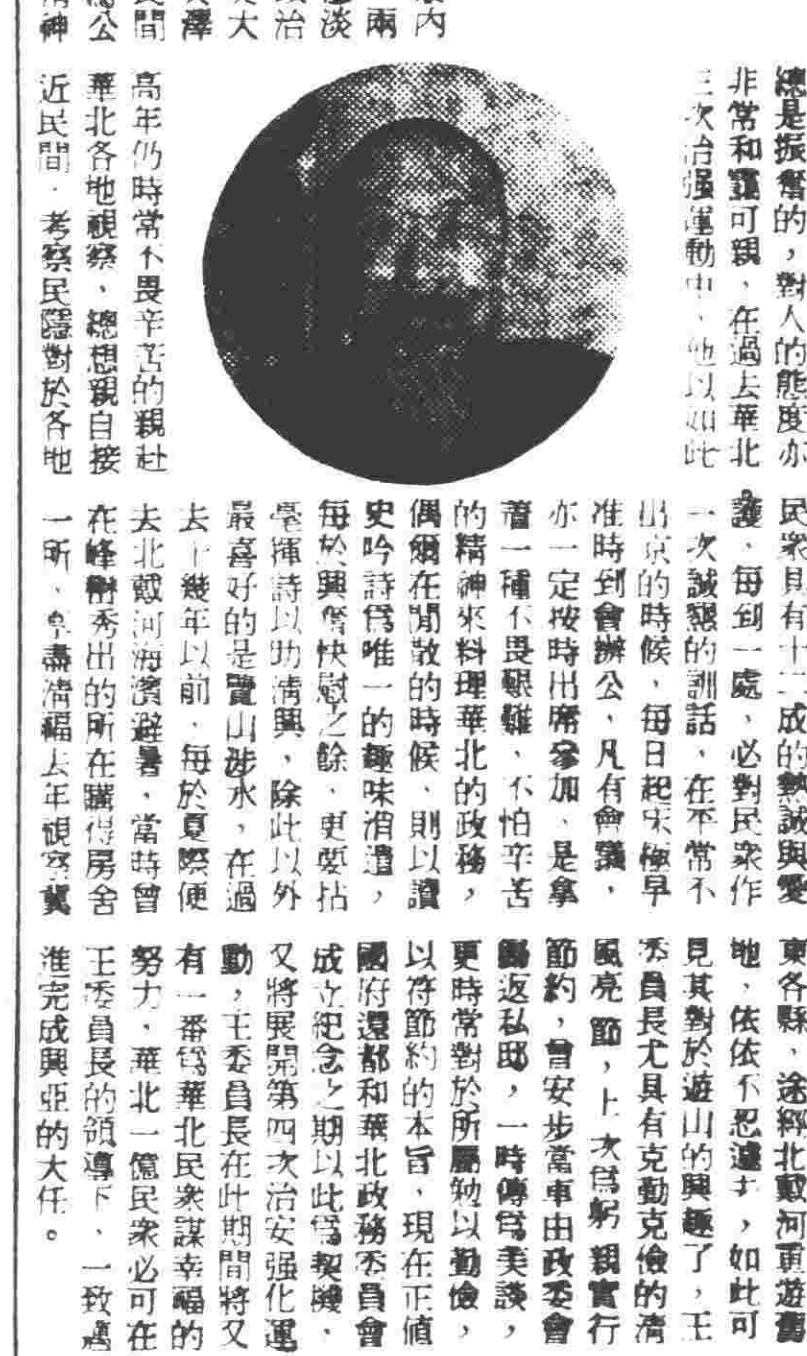 總是振奮的，對人的態度亦
非常和靄可親、在過去華北
三次治强運動中、他以如此
高年仍時常不畏辛苦的親赴
華北各地視察、總想親自接
近民間．考察民隱對於各地
民衆具有十二成的熱誠與愛
護、每到一處、必對民衆作
一次誠懇的訓話，在平常不
出京的時候、每日起床極早
准時到會辦公、凡有會議，
亦一定按時出席參加、是拿
着一種不畏艱難、不怕辛苦
的精神來料理華北的政務，
偶爾在閒散的時候、則以讀
史吟詩爲唯一的趣味消遣，
每於興奮快慰之餘、更要拈
毫揮詩以助清興，除此以外
最喜好的是覽山涉水，在過
去十幾年以前、每於夏際便
去北戴河海濱避暑，當時曾
在峰樹秀出的所在購得房舍
一所、享盡清福去年視察冀
東各縣、途經北戴河重遊舊
地，依依不忍遽去，如此可
見其對於遊山的興趣了，王
委員長尤具有克勤克儉的清
風亮節，上次爲躬親實行
節約，曾安步當車由政委會
歸返私邸，一時傳爲美談，
更時常對於所屬勉以勤儉，
以符節約的本旨、現在正值
國府還都和華北政務委員會
成立紀念之期以此爲契機、
又將展開第四次治安强化運
動，王委員長在此期間將又
有一番爲華北民衆謀幸福的
努力，華北一億民衆必可在
王委員長的領導下、一致邁
進完成興亞的大任。